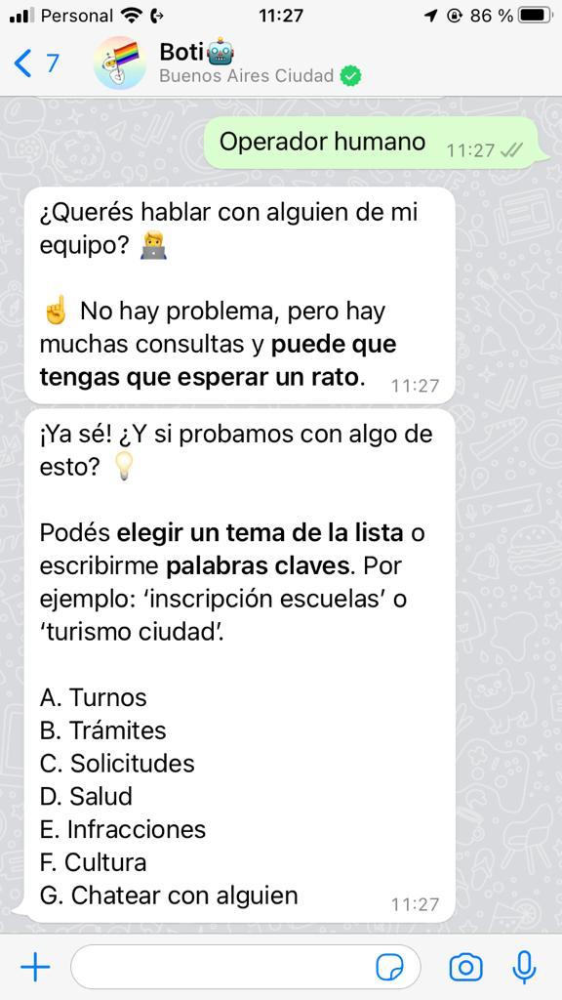 Personal
11:27
86 %
7
Boti
Buenos Aires Ciudad
Operador humano
11:27
¿Querés hablar con alguien de mi
equipo?
No hay problema, pero hay
muchas consultas y puede que
tengas que esperar un rato.
11:27
¡Ya sé! ¿Y si probamos con algo de
esto?
Podés elegir un tema de la lista o
escribirme palabras claves. Por
ejemplo: ‘inscripción escuelas’ o
‘turismo ciudad’.
A. Turnos
B. Trámites
C. Solicitudes
D. Salud
E. Infracciones
F. Cultura
G. Chatear con alguien
11:27